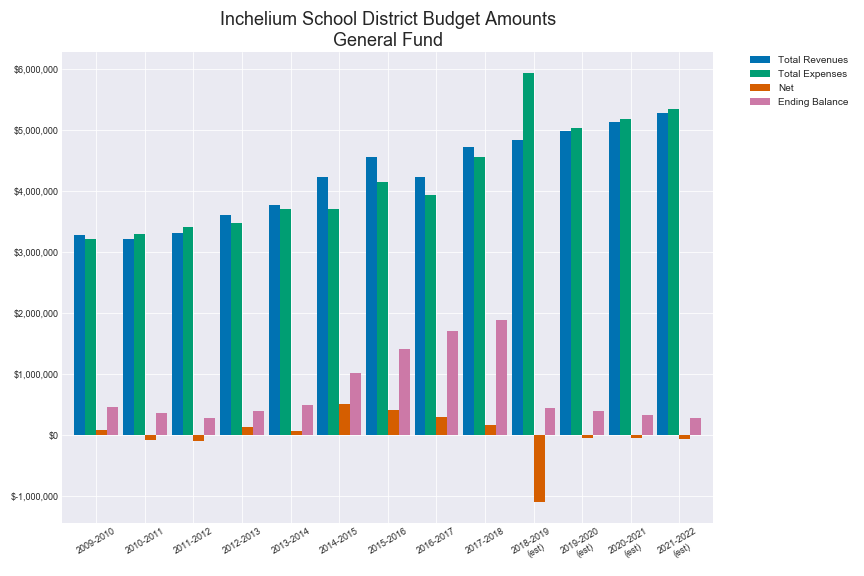 Inchelium School District Budget Amounts
General Fund
Total Revenues
Total Expenses
Net
Ending Balance
$6,000,000
$5,000,000
$4,000,000
$3,000,000
$2,000,000
$1,000,000
$0
$-1,000,000
2009-2010
2010-2011
2011-2012
2012-2013
2013-2014
2014-2015
2015-2016
2016-2017
2017-2018
2018-2019
(est)
2019-2020
(est)
2020-2021
(est)
2021-2022
(est)